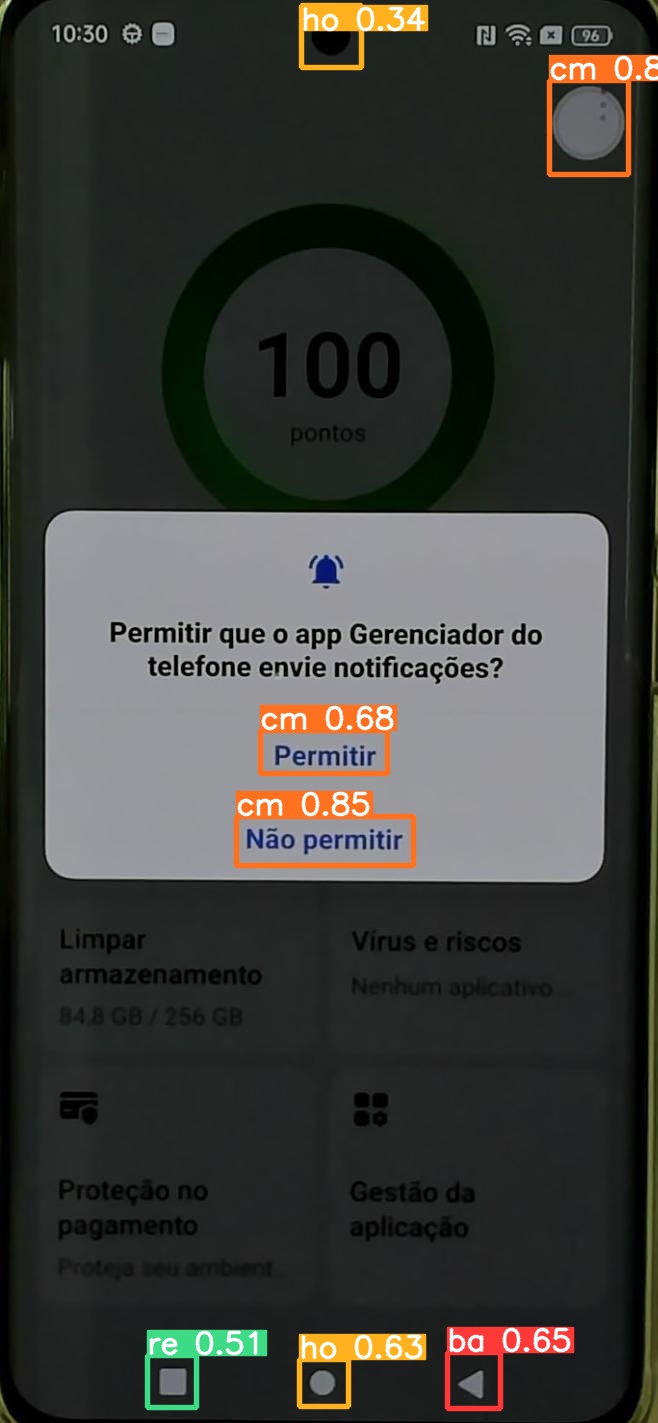 ho 0.34
10:30
96
cm 0.8
100
pontos
Permitir que o app Gerenciador do
telefone envie notificações?
cm 0.68
Permitir
cm 0.85
Não permitir
Limpar
armazenamento
84,8 GB / 256 GB
Vírus e riscos
Nenhum aplicativo ...
Proteção no
pagamento
Proteja seu ambient...
Gestão da
aplicação
re 0.51
ho 0.63
ba 0.65